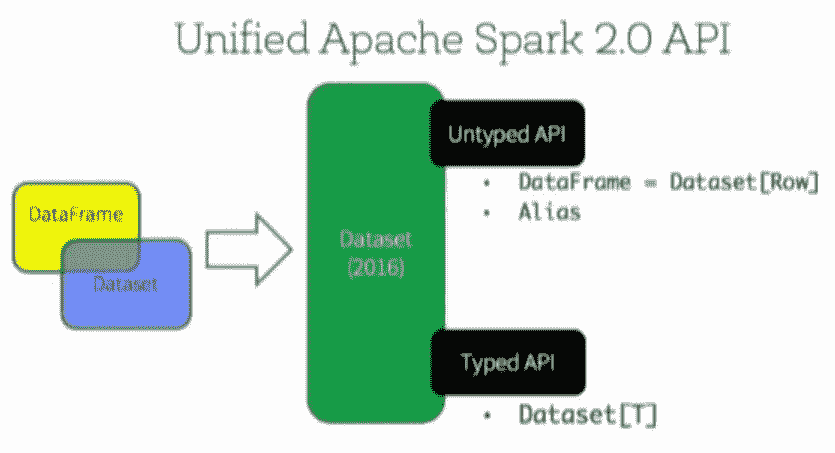 Unified Apache Spark 2.0 API
DataFrame
Dataset
Dataset
(2016)
Untyped API
• DataFrame = Dataset[Row]
• Alias
Typed API
• Dataset[T]